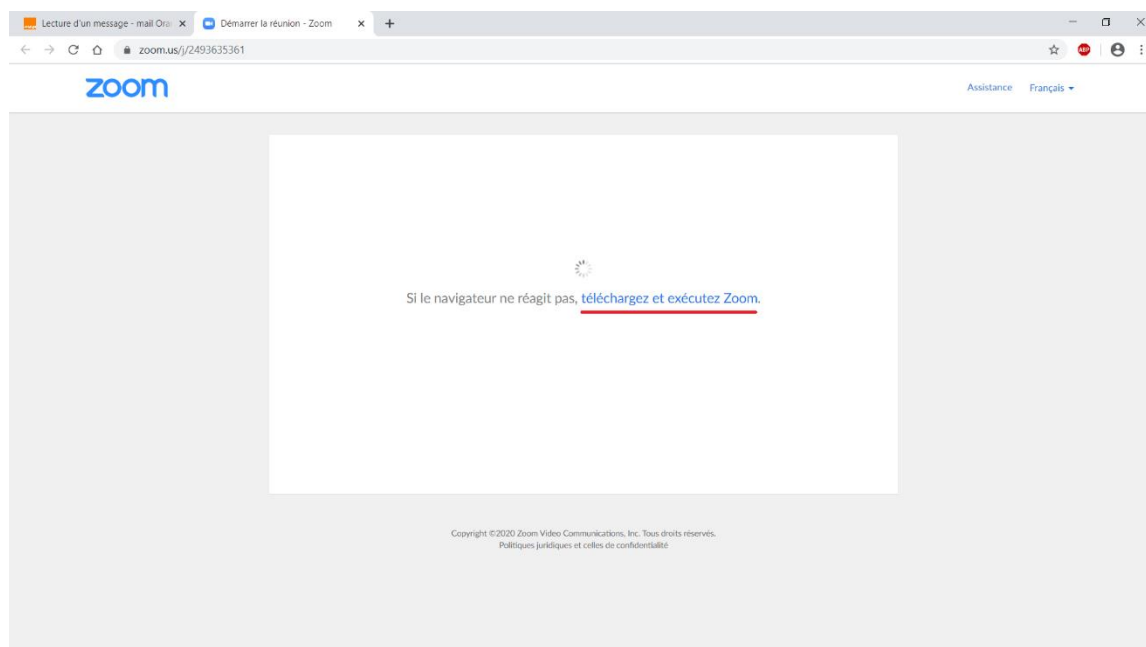 Lecture d'un message - mail Ora
Démarrer la réunion - Zoom
zoom.us/j/2493635361
ABP
zoom
Assistance
Français
Si le navigateur ne réagit pas, téléchargez et exécutez Zoom.
Copyright ©2020 Zoom Video Communications, Inc. Tous droits réservés.
Politiques juridiques et celles de confidentialité